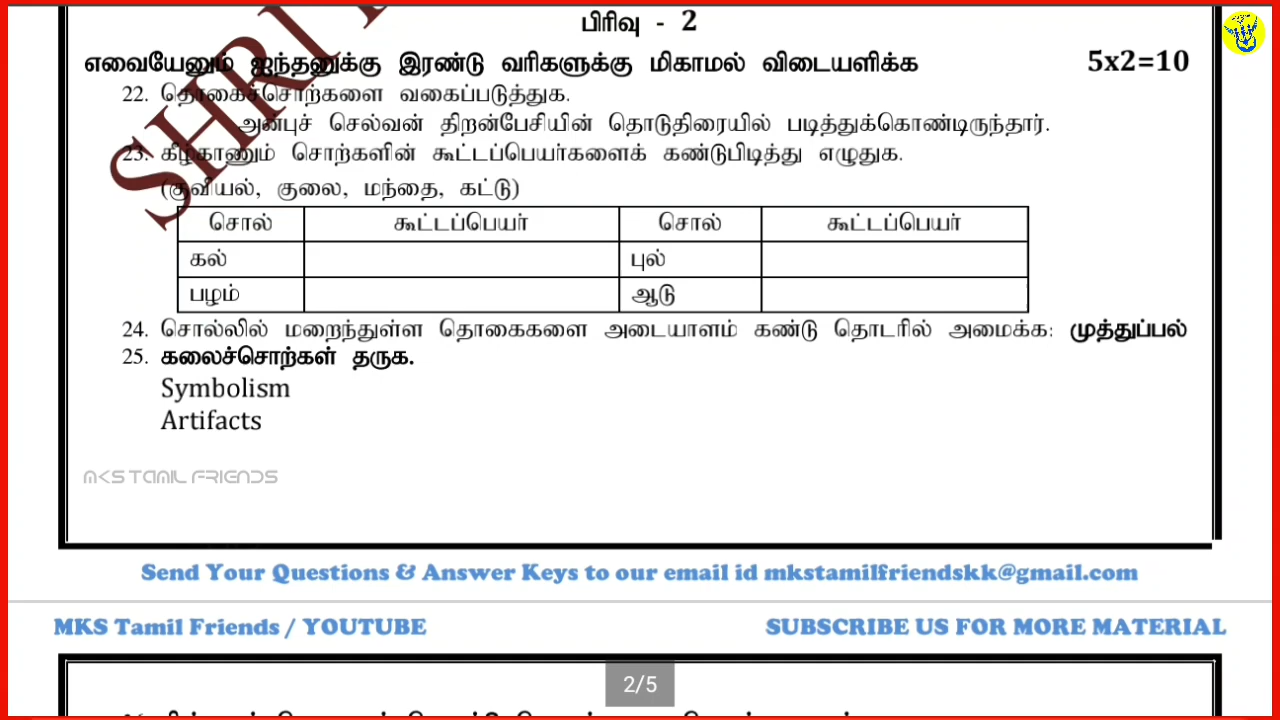 பிரிவு - 2
எவையேனும் ஐந்தனுக்கு இரண்டு வரிகளுக்கு மிகாமல் விடையளிக்க 5x2=10
22. தொகைச்சொற்களை வகைப்படுத்துக.
அன்புச் செல்வன் திறன்பேசியின் தொடுதிரையில் படித்துக்கொண்டிருந்தார்.
23. கீழ்காணும் சொற்களின் கூட்டப்பெயர்களைக் கண்டுபிடித்து எழுதுக.
(குவியல், குலை, மந்தை, கட்டு)
சொல் கூட்டப்பெயர் சொல் கூட்டப்பெயர்
கல் புல்
பழம் ஆடு
24. சொல்லில் மறைந்துள்ள தொகைகளை அடையாளம் கண்டு தொடரில் அமைக்க: முத்துப்பல்
25. கலைச்சொற்கள் தருக.
Symbolism
Artifacts
MKS TAMIL FRIENDS
Send Your Questions & Answer Keys to our email id mkstamilfriendskk@gmail.com
MKS Tamil Friends / YOUTUBE SUBSCRIBE US FOR MORE MATERIAL
2/5